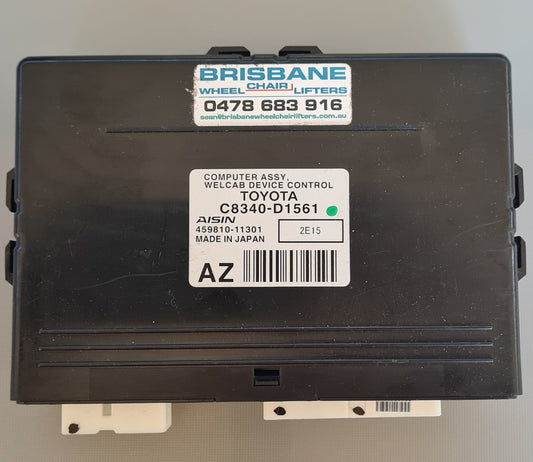 BRISBANE
CHAIR
WHEEL LIFTERS
0478 683 916
sean@brisbanewheelchairlifters.com.au
COMPUTER ASSY,
WELCAB DEVICE CONTROL
TOYOTA
C8340-D1561
AISIN
459810-11301 2E15
MADE IN JAPAN
AZ